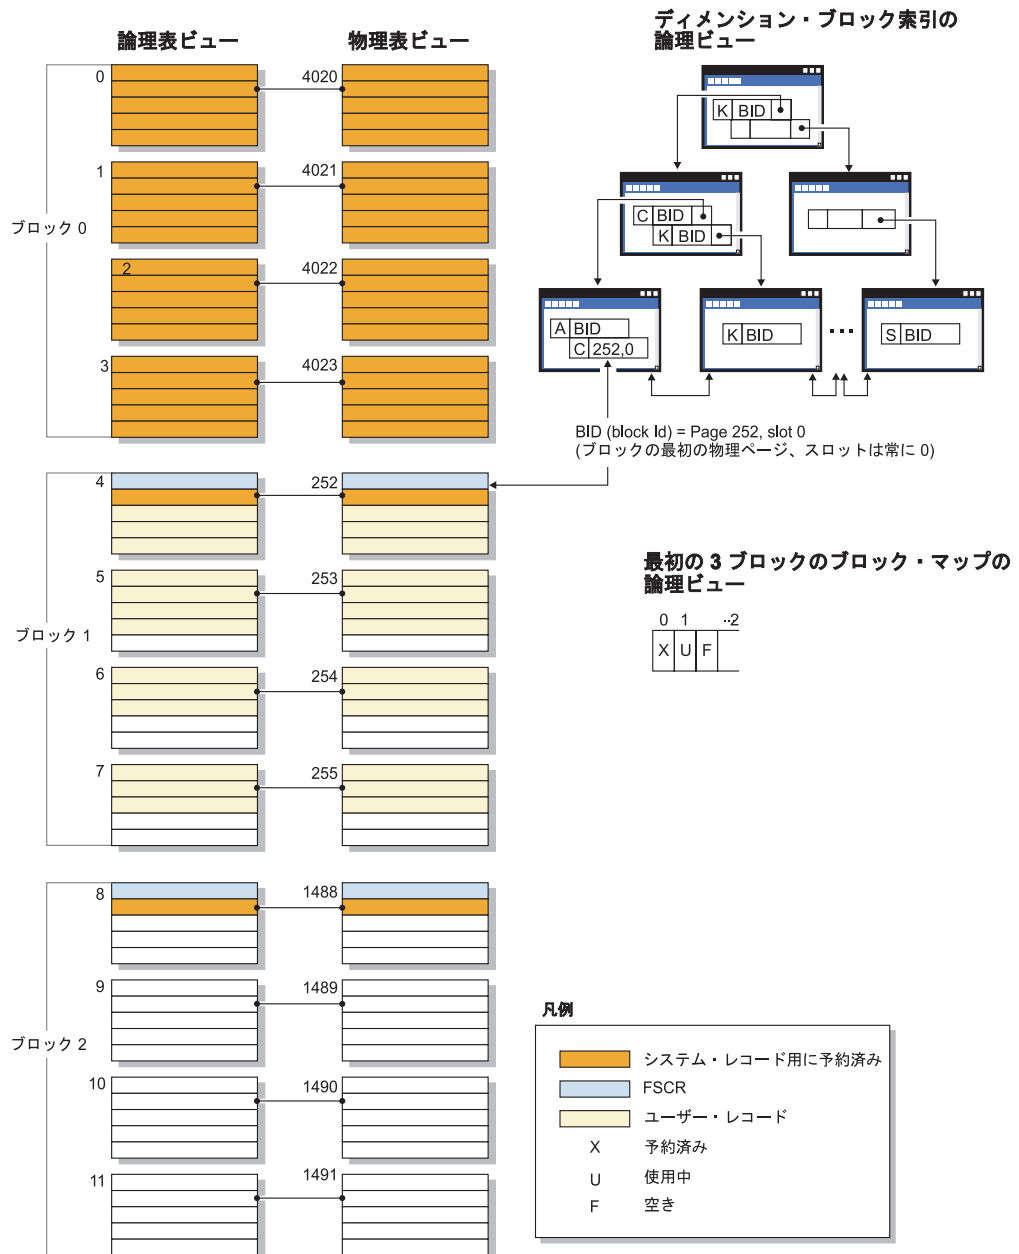 論理表ビュー
物理表ビュー
ディメンション・ブロック索引の
論理ビュー
0
4020
1
4021
ブロック 0
2
4022
3
4023
K BID
C BID
K BID
A BID
C 252,0
K BID
...
S BID
BID (block Id) = Page 252, slot 0
(ブロックの最初の物理ページ、スロットは常に 0)
4
252
5
253
ブロック 1
6
254
7
255
最初の 3 ブロックのブロック・マップの
論理ビュー
0 1 ..2
X U F
8
1488
9
1489
ブロック 2
10
1490
11
1491
凡例
システム・レコード用に予約済み
FSCR
ユーザー・レコード
X 予約済み
U 使用中
F 空き